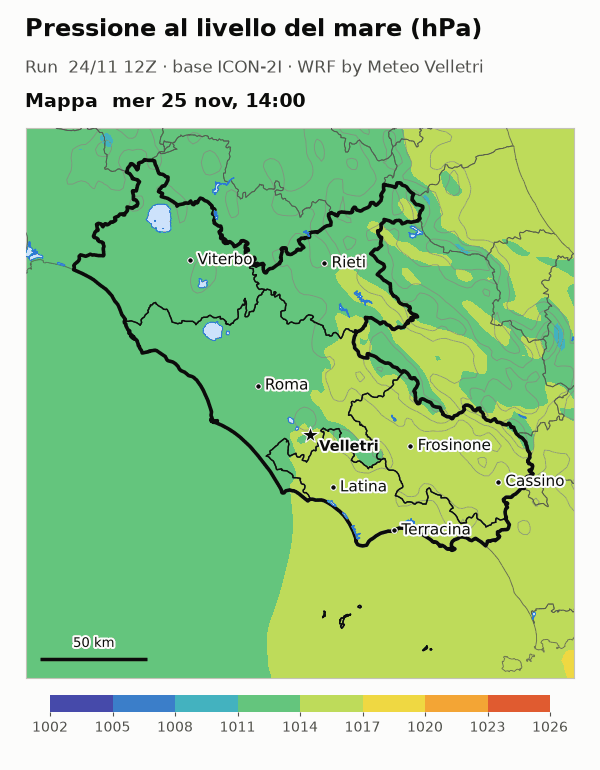 Pressione al livello del mare (hPa)
Run  24/11 12Z · base ICON-2I · WRF by Meteo Velletri
Mappa  mer 25 nov, 14:00
Viterbo
Rieti
Roma
Velletri
Frosinone
Cassino
Latina
Terracina
50 km
1002 1005 1008 1011 1014 1017 1020 1023 1026